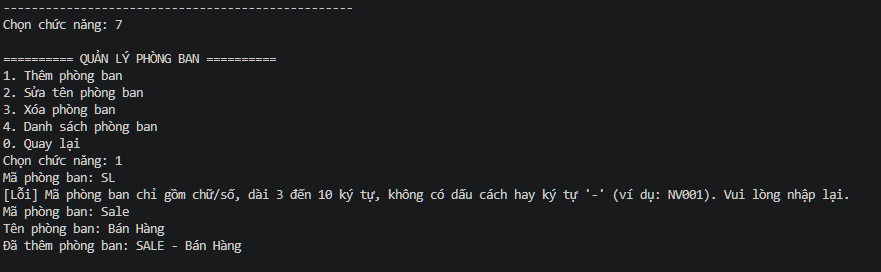 --------------------------------------------------
Chọn chức năng: 7
========== QUẢN LÝ PHÒNG BAN ==========
1. Thêm phòng ban
2. Sửa tên phòng ban
3. Xóa phòng ban
4. Danh sách phòng ban
0. Quay lại
Chọn chức năng: 1
Mã phòng ban: SL
[Lỗi] Mã phòng ban chỉ gồm chữ/số, dài 3 đến 10 ký tự, không có dấu cách hay ký tự '-' (ví dụ: NV001). Vui lòng nhập lại.
Mã phòng ban: Sale
Tên phòng ban: Bán Hàng
Đã thêm phòng ban: SALE - Bán Hàng